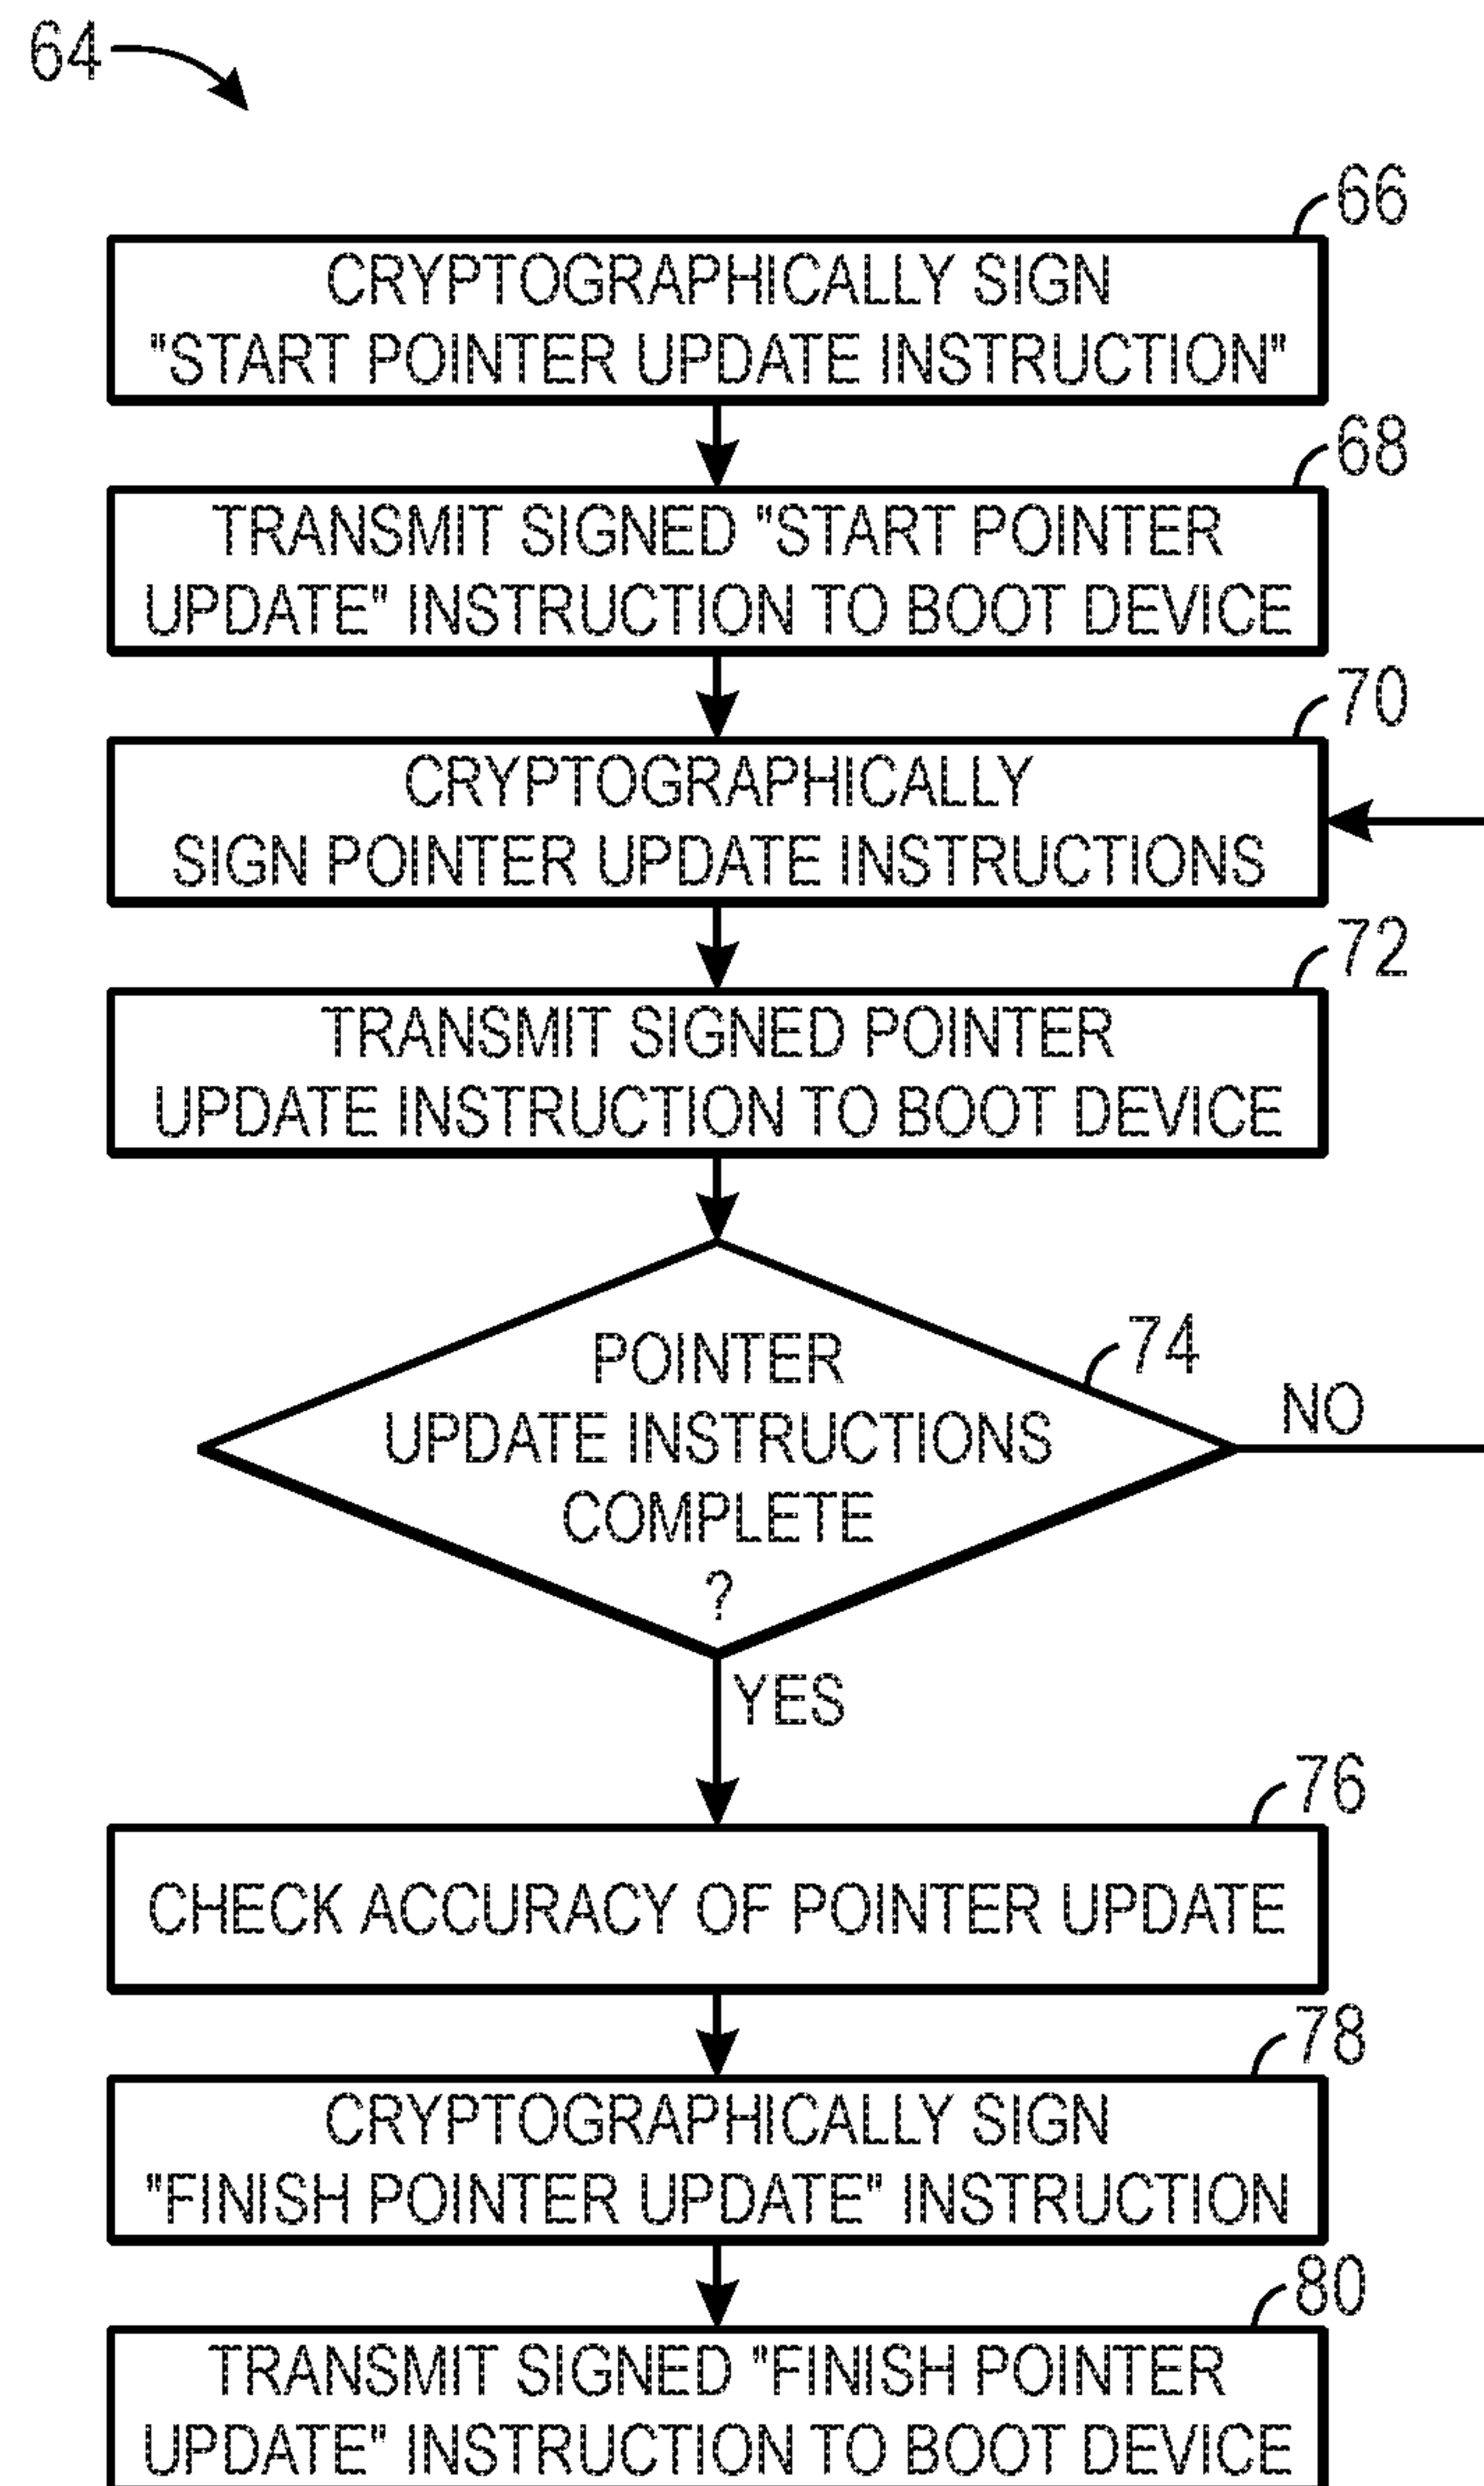 64
66
CRYPTOGRAPHICALLY SIGN
"START POINTER UPDATE INSTRUCTION"
68
TRANSMIT SIGNED "START POINTER
UPDATE" INSTRUCTION TO BOOT DEVICE
70
CRYPTOGRAPHICALLY
SIGN POINTER UPDATE INSTRUCTIONS
72
TRANSMIT SIGNED POINTER
UPDATE INSTRUCTION TO BOOT DEVICE
74
POINTER
UPDATE INSTRUCTIONS
COMPLETE
?
NO
YES
76
CHECK ACCURACY OF POINTER UPDATE
78
CRYPTOGRAPHICALLY SIGN
"FINISH POINTER UPDATE" INSTRUCTION
80
TRANSMIT SIGNED "FINISH POINTER
UPDATE" INSTRUCTION TO BOOT DEVICE